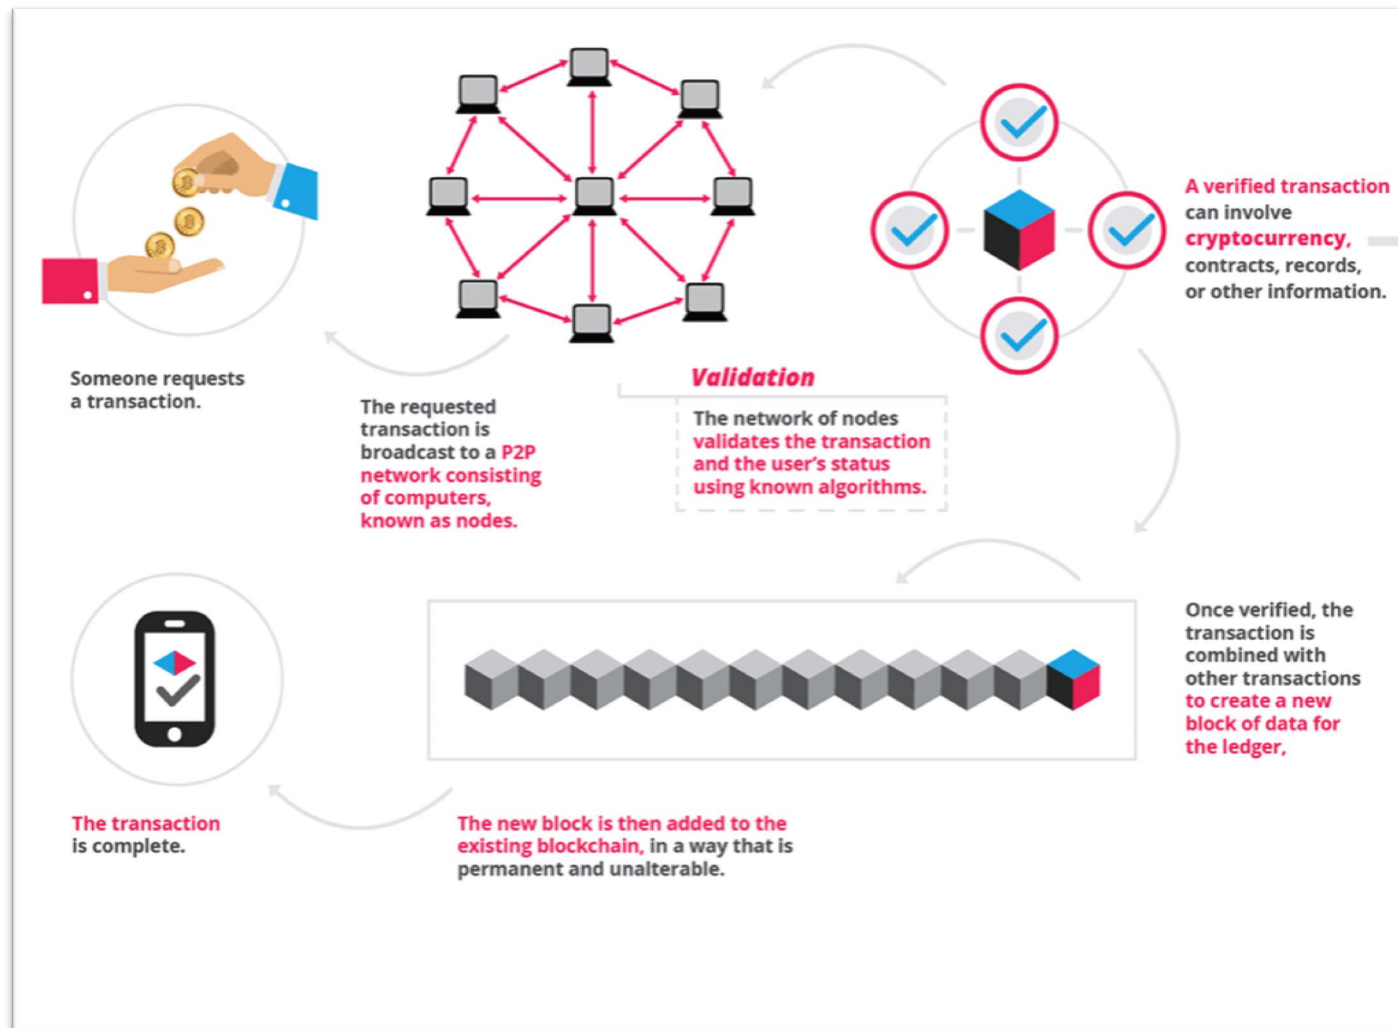 Someone requests
a transaction.
The requested
transaction is
broadcast to a P2P
network consisting
of computers,
known as nodes.
Validation
The network of nodes
validates the transaction
and the user's status
using known algorithms.
A verified transaction
can involve
cryptocurrency,
contracts, records,
or other information.
Once verified, the
transaction is
combined with
other transactions
to create a new
block of data for
the ledger,
The new block is then added to the
existing blockchain, in a way that is
permanent and unalterable.
The transaction
is complete.